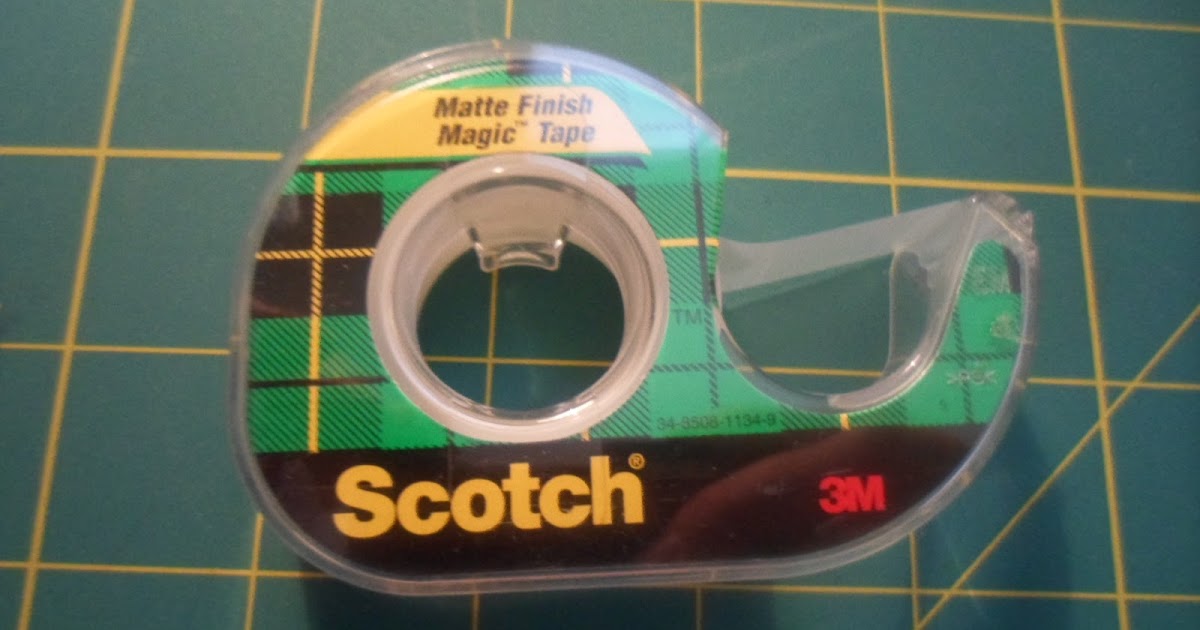 Matte Finish
Magic™ Tape
TM
34-8508-1134-9
Scotch®
3M